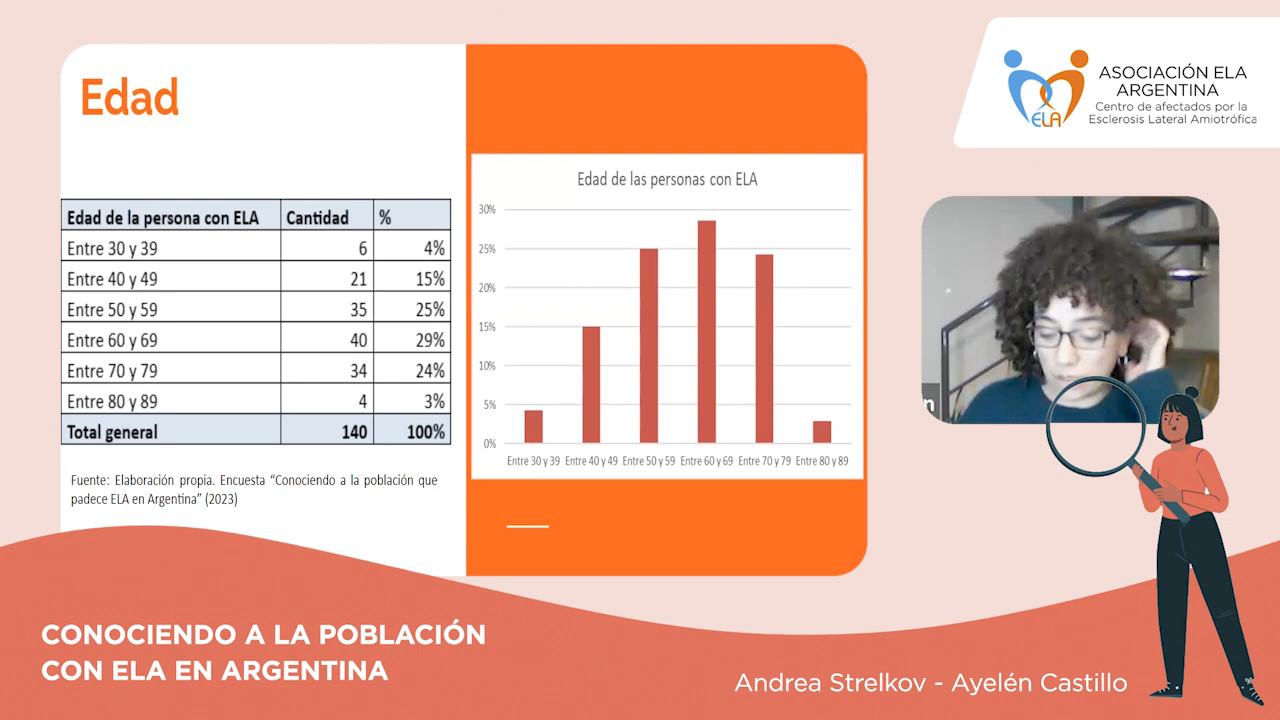 Edad
Edad de la persona con ELA Cantidad %
Entre 30 y 39 6 4%
Entre 40 y 49 21 15%
Entre 50 y 59 35 25%
Entre 60 y 69 40 29%
Entre 70 y 79 34 24%
Entre 80 y 89 4 3%
Total general 140 100%
Fuente: Elaboración propia. Encuesta “Conociendo a la población que
padece ELA en Argentina” (2023)
Edad de las personas con ELA
30%
25%
20%
15%
10%
5%
0%
Entre 30 y 39 Entre 40 y 49 Entre 50 y 59 Entre 60 y 69 Entre 70 y 79 Entre 80 y 89
ELA
ASOCIACIÓN ELA
ARGENTINA
Centro de afectados por la
Esclerosis Lateral Amiotrófica
CONOCIENDO A LA POBLACIÓN
CON ELA EN ARGENTINA
Andrea Strelkov - Ayelén Castillo